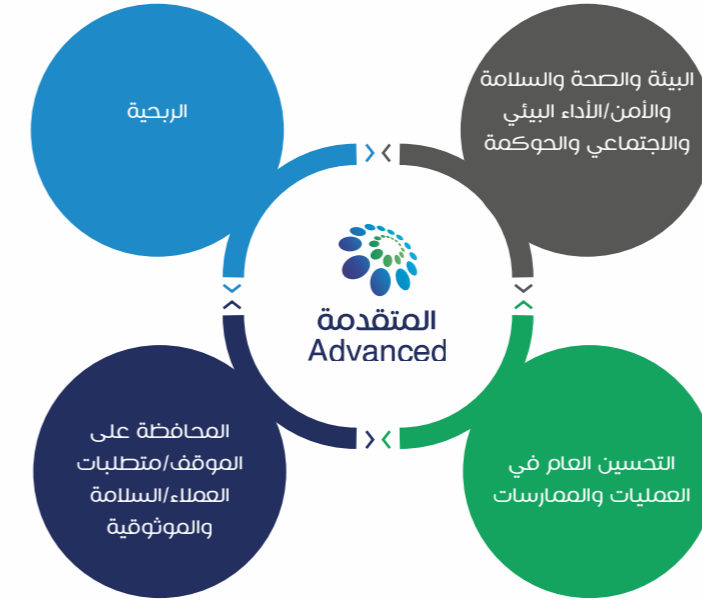 البيئة والصحة والسلامة
والأمن/الأداء البيئي
والاجتماعي والحوكمة
الربحية
المتقدمة
Advanced
التحسين العام في
العمليات والممارسات
المحافظة على
الموقف/متطلبات
العملاء/السلامة
والموثوقية